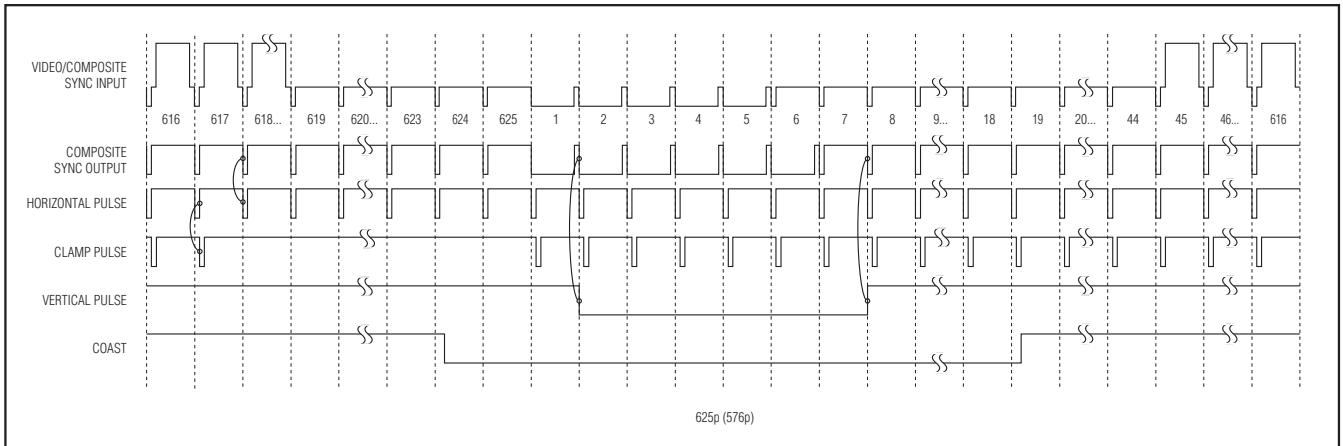 VIDEO/COMPOSITE
SYNC INPUT
616 617 618... 619 620... 623 624 625 1 2 3 4 5 6 7 8 9... 18 19 20... 44 45 46... 616
COMPOSITE
SYNC OUTPUT
HORIZONTAL PULSE
CLAMP PULSE
VERTICAL PULSE
COAST
625p (576p)